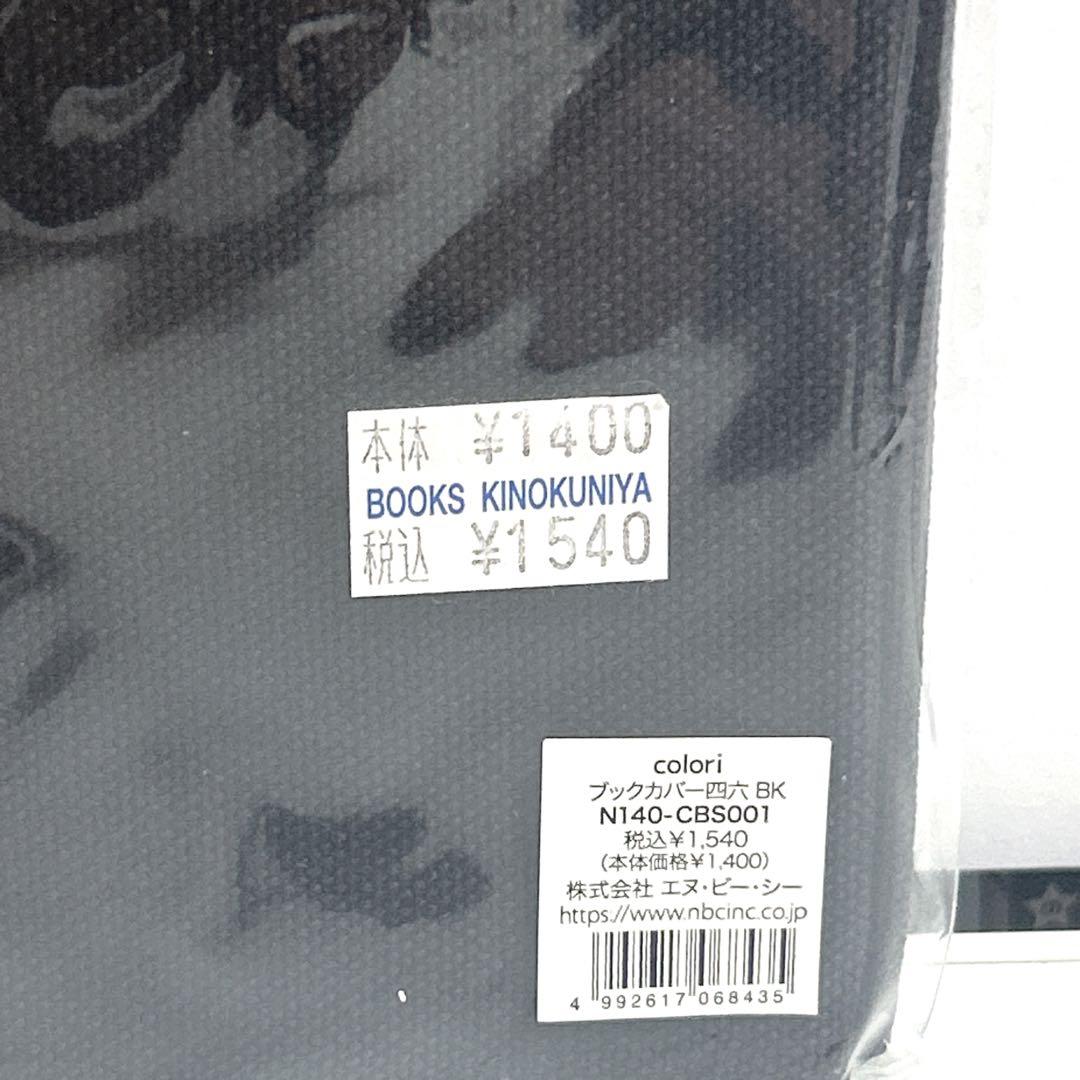 本体 ¥1400
BOOKS KINOKUNIYA
税込 ¥1540
colori
ブックカバー四六 BK
N140-CBS001
税込¥1,540
(本体価格¥1,400)
株式会社 エヌ・ビー・シー
https://www.nbcinc.co.jp
4 992617 068435